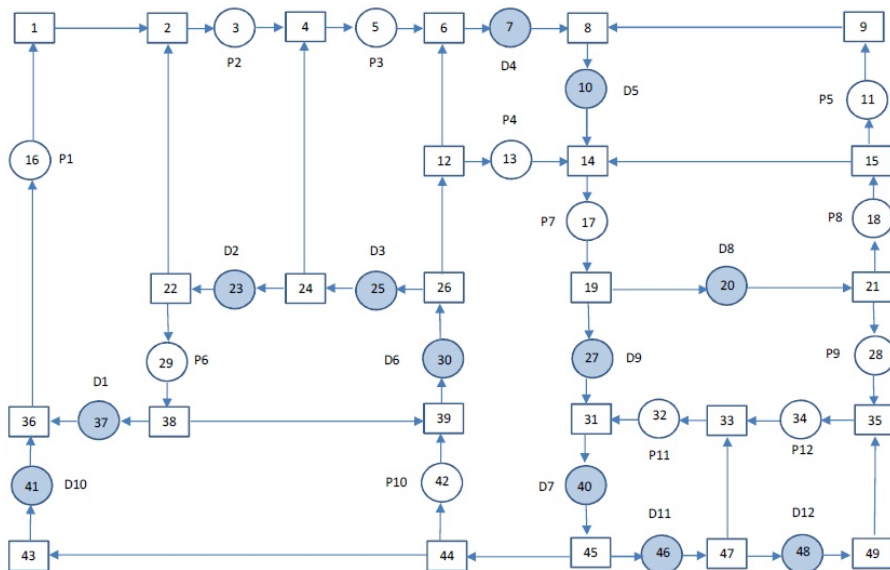 1 2 3 4 5 6 7 8 9
P2 P3 D4
10 D5 P5 11
P4
16 P1 12 13 14 15
P7 17 P8 18
D2 D3 D8
22 23 24 25 26 19 20 21
29 P6 D6 30 27 D9 P9 28
D1
36 37 38 39 31 32 33 34 35
P11 P12
41 D10 P10 42 D7 40 D11 D12
43 44 45 46 47 48 49